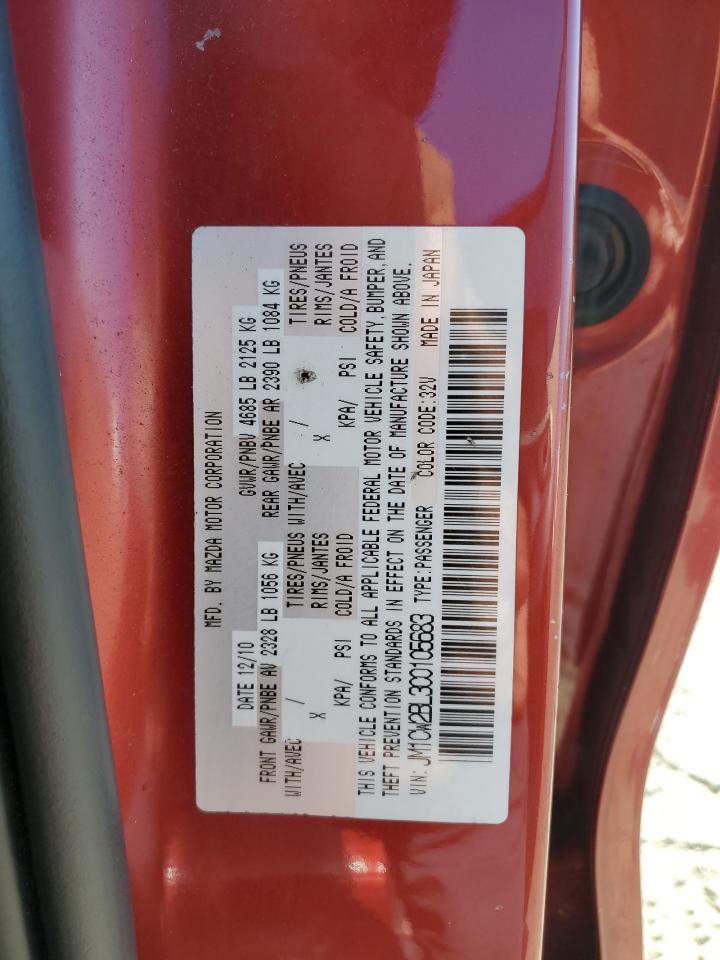 MFD. BY MAZDA MOTOR CORPORATION
DATE 12/10 GVWR/PNBV 4685 LB 2125 KG
FRONT GAWR/PNBE AV 2328 LB 1056 KG REAR GAWR/PNBE AR 2390 LB 1084 KG
WITH/AVEC / TIRES/PNEUS WITH/AVEC / TIRES/PNEUS
X RIMS/JANTES X RIMS/JANTES
KPA/ PSI COLD/A FROID KPA/ PSI COLD/A FROID
THIS VEHICLE CONFORMS TO ALL APPLICABLE FEDERAL MOTOR VEHICLE SAFETY, BUMPER, AND
THEFT PREVENTION STANDARDS IN EFFECT ON THE DATE OF MANUFACTURE SHOWN ABOVE.
VIN: JM1CW2BL3C0105683 TYPE:PASSENGER COLOR CODE:32V MADE IN JAPAN